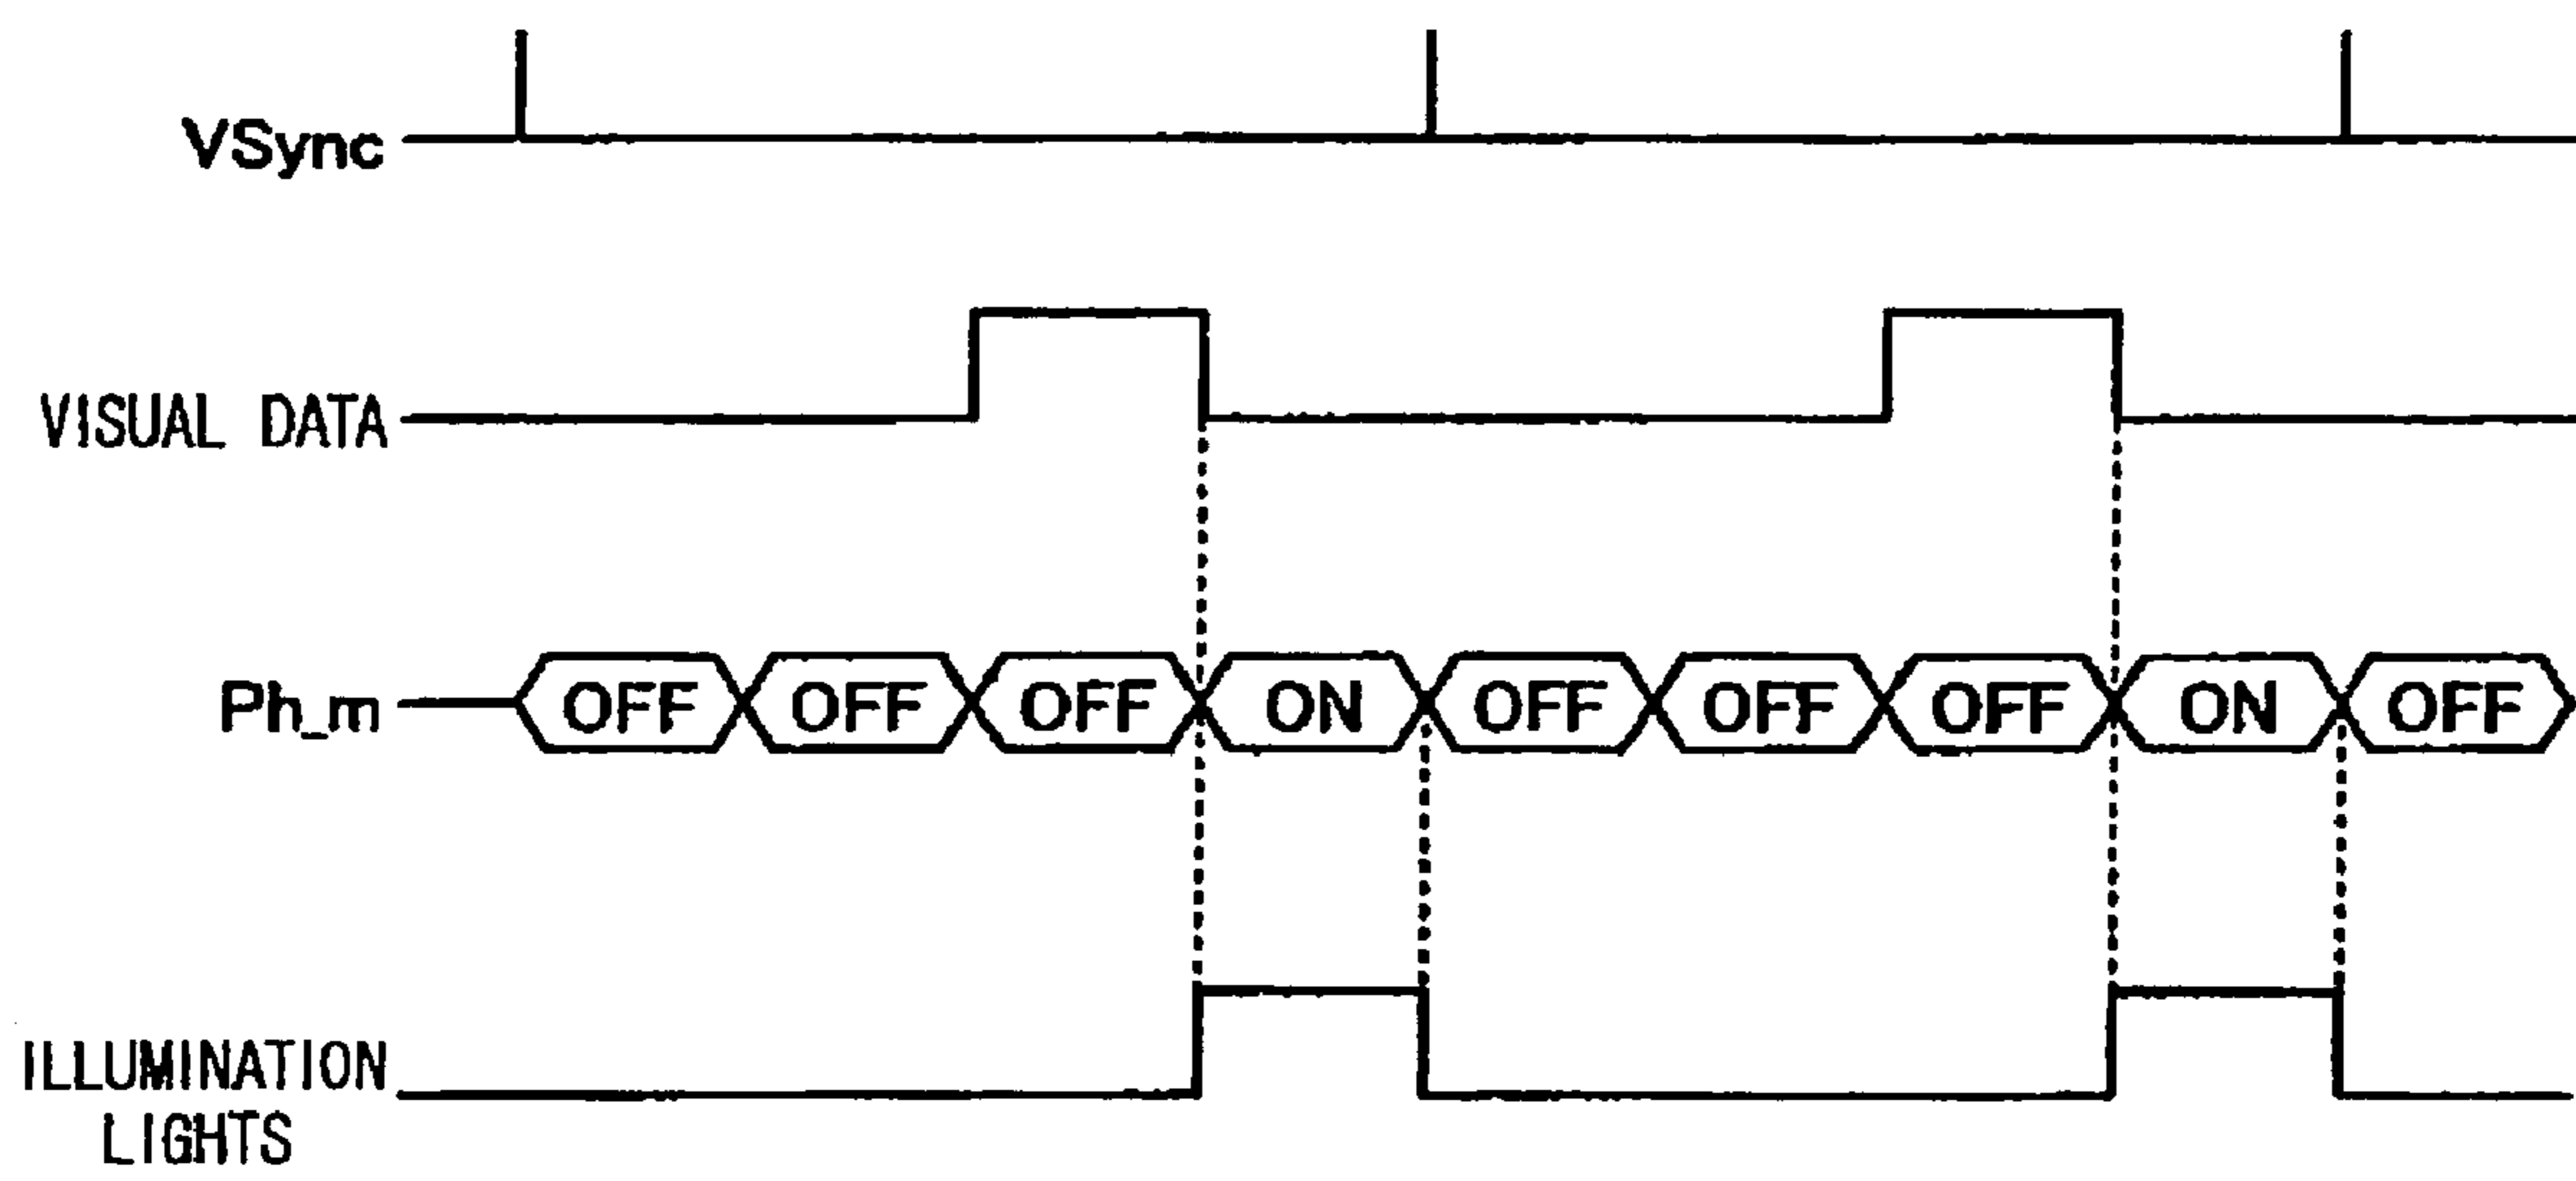 VSync
VISUAL DATA
Ph_m OFF OFF OFF ON OFF OFF OFF ON OFF
ILLUMINATION
LIGHTS